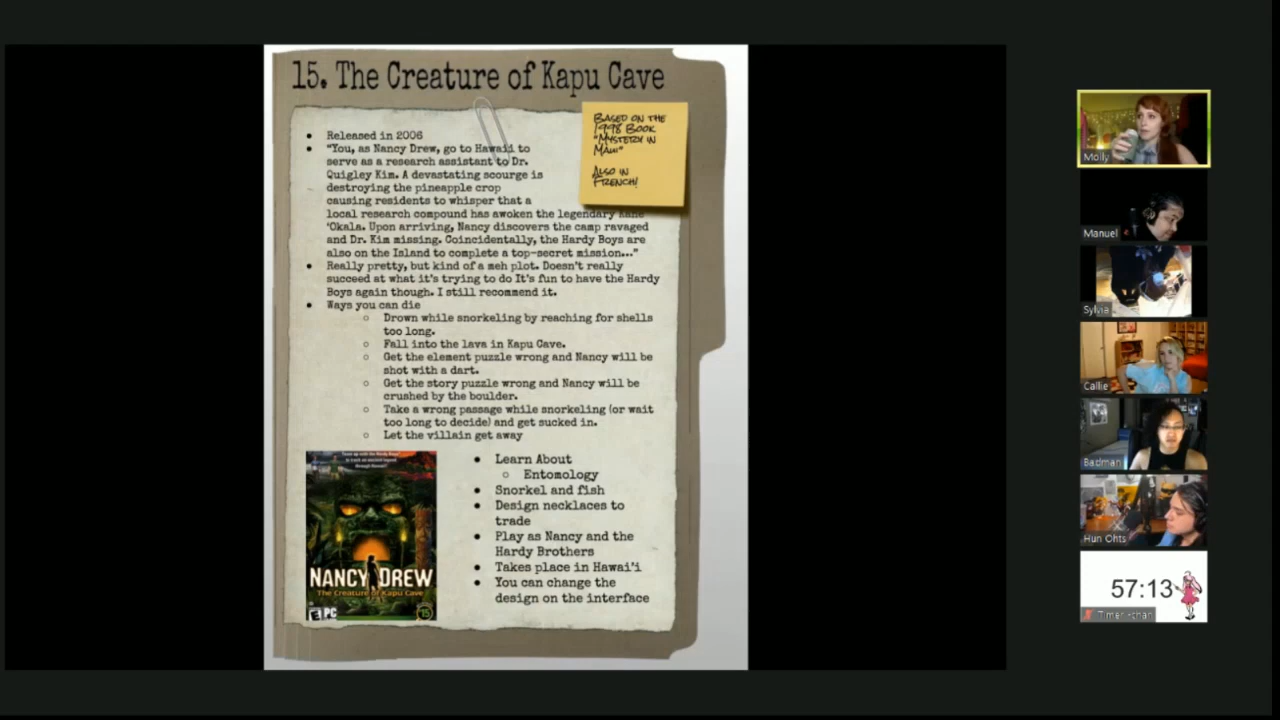 15. The Creature of Kapu Cave
BASED ON THE
1998 BOOK
"MYSTERY IN
MAUI"
ALSO IN
FRENCH!
• Released in 2006
• "You, as Nancy Drew, go to Hawaii to
serve as a research assistant to Dr.
Quigley Kim. A devastating scourge is
destroying the pineapple crop
causing residents to whisper that a
local research compound has awoken the legendary Kane
'Okala. Upon arriving, Nancy discovers the camp ravaged
and Dr. Kim missing. Coincidentally, the Hardy Boys are
also on the Island to complete a top-secret mission..."
• Really pretty, but kind of a meh plot. Doesn't really
succeed at what it's trying to do It's fun to have the Hardy
Boys again though. I still recommend it.
• Ways you can die
○ Drown while snorkeling by reaching for shells
too long.
○ Fall into the lava in Kapu Cave.
○ Get the element puzzle wrong and Nancy will be
shot with a dart.
○ Get the story puzzle wrong and Nancy will be
crushed by the boulder.
○ Take a wrong passage while snorkeling (or wait
too long to decide) and get sucked in.
○ Let the villain get away
NANCY DREW
The Creature of Kapu Cave
E PC
15
• Learn About
○ Entomology
• Snorkel and fish
• Design necklaces to
trade
• Play as Nancy and the
Hardy Brothers
• Takes place in Hawai'i
• You can change the
design on the interface
Molly
Manuel
Sylvia
Callie
Badman
Hun Ohts
57:13